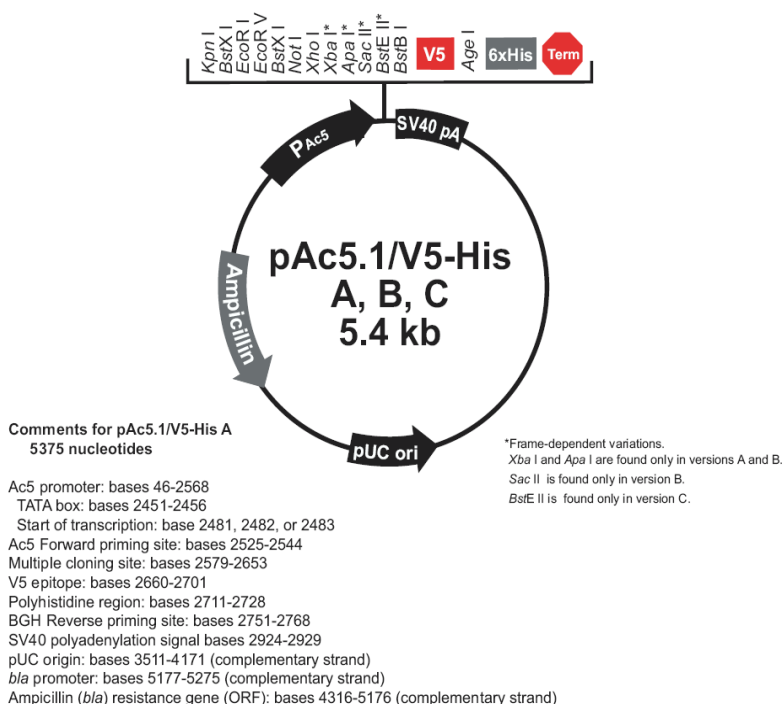 Kpn I
BstX I
EcoR I
EcoR V
BstX I
Not I
Xho I
Xba I*
Apa I*
Sac II*
BstE II*
BstB I
V5
Age I
6xHis
Term
PAc5
SV40 pA
Ampicillin
pAc5.1/V5-His
A, B, C
5.4 kb
pUC ori
Comments for pAc5.1/V5-His A
5375 nucleotides
Ac5 promoter: bases 46-2568
TATA box: bases 2451-2456
Start of transcription: base 2481, 2482, or 2483
Ac5 Forward priming site: bases 2525-2544
Multiple cloning site: bases 2579-2653
V5 epitope: bases 2660-2701
Polyhistidine region: bases 2711-2728
BGH Reverse priming site: bases 2751-2768
SV40 polyadenylation signal bases 2924-2929
pUC origin: bases 3511-4171 (complementary strand)
bla promoter: bases 5177-5275 (complementary strand)
Ampicillin (bla) resistance gene (ORF): bases 4316-5176 (complementary strand)
*Frame-dependent variations.
Xba I and Apa I are found only in versions A and B.
Sac II is found only in version B.
BstE II is found only in version C.